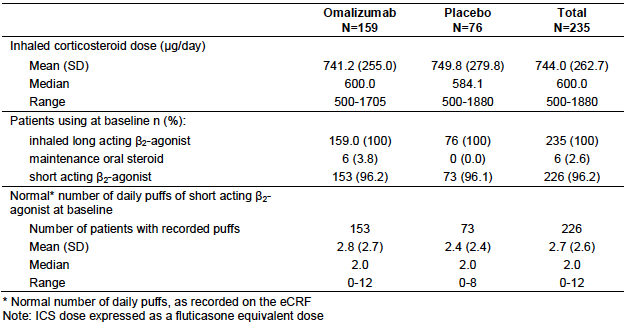 Omalizumab Placebo Total
N=159 N=76 N=235
Inhaled corticosteroid dose (µg/day)
Mean (SD) 741.2 (255.0) 749.8 (279.8) 744.0 (262.7)
Median 600.0 584.1 600.0
Range 500-1705 500-1880 500-1880
Patients using at baseline n (%):
inhaled long acting β2-agonist 159.0 (100) 76 (100) 235 (100)
maintenance oral steroid 6 (3.8) 0 (0.0) 6 (2.6)
short acting β2-agonist 153 (96.2) 73 (96.1) 226 (96.2)
Normal* number of daily puffs of short acting β2-
agonist at baseline
Number of patients with recorded puffs 153 73 226
Mean (SD) 2.8 (2.7) 2.4 (2.4) 2.7 (2.6)
Median 2.0 2.0 2.0
Range 0-12 0-8 0-12
* Normal number of daily puffs, as recorded on the eCRF
Note: ICS dose expressed as a fluticasone equivalent dose